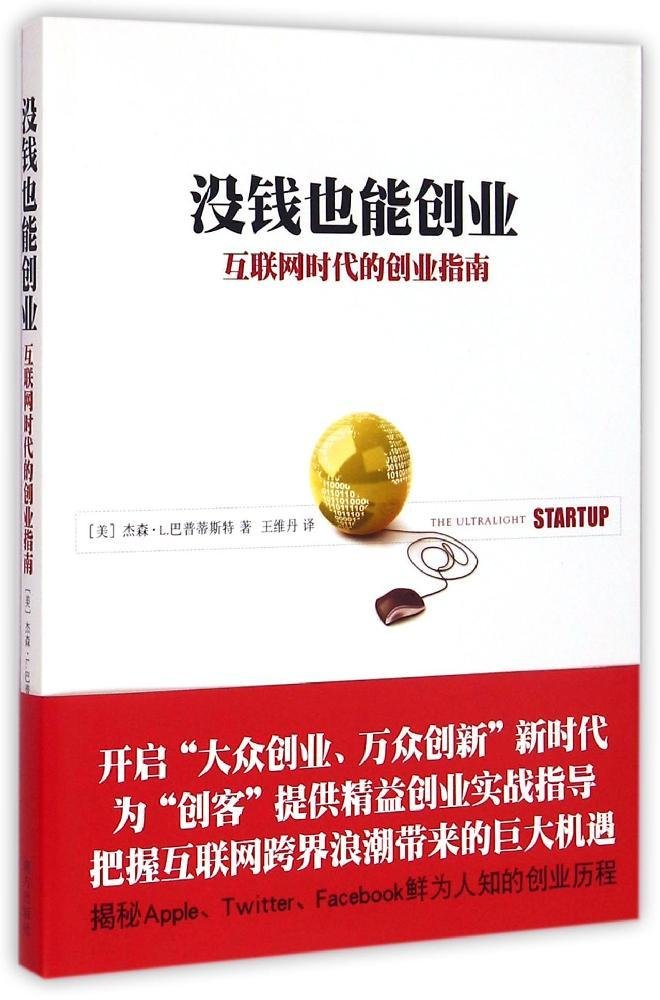 没钱也能创业
互联网时代的创业指南
[美] 杰森·L.巴普蒂斯特 著 王维丹 译
THE ULTRALIGHT STARTUP
开启“大众创业、万众创新”新时代
为“创客”提供精益创业实战指导
把握互联网跨界浪潮带来的巨大机遇
揭秘Apple、Twitter、Facebook鲜为人知的创业历程
没钱也能创业
互联网时代的创业指南
[美] 杰森·L.巴普